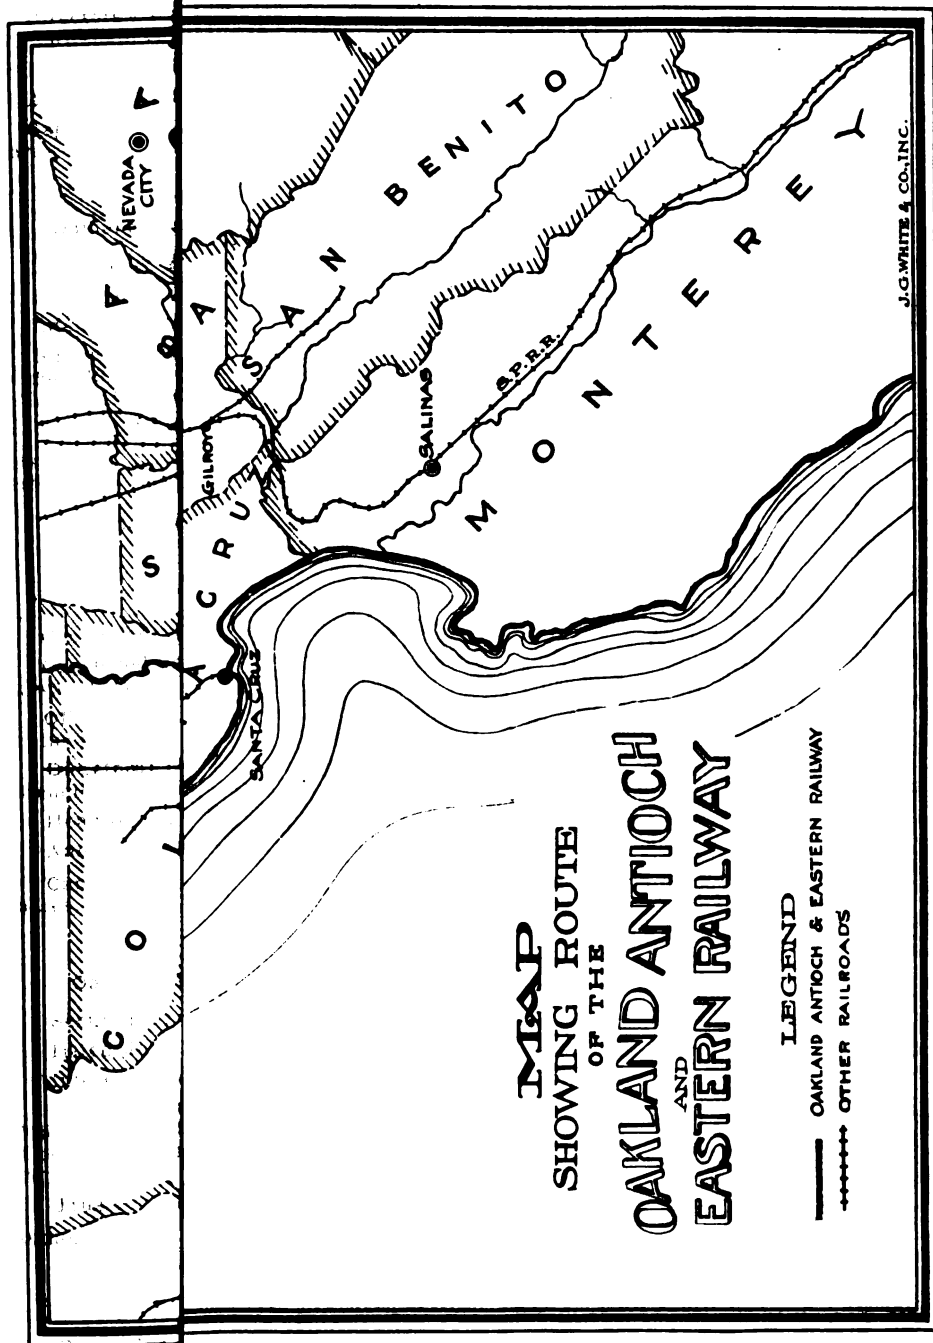 MAP
SHOWING ROUTE
OF THE
OAKLAND ANTIOCH
AND
EASTERN RAILWAY
LEGEND
OAKLAND ANTIOCH & EASTERN RAILWAY
OTHER RAILROADS
J.G. WHITE & CO., INC.
NEVADA
CITY
GILROY
SALINAS
S.P.R.R.
SANTA CRUZ
SAN BENITO
MONTEREY
CRU